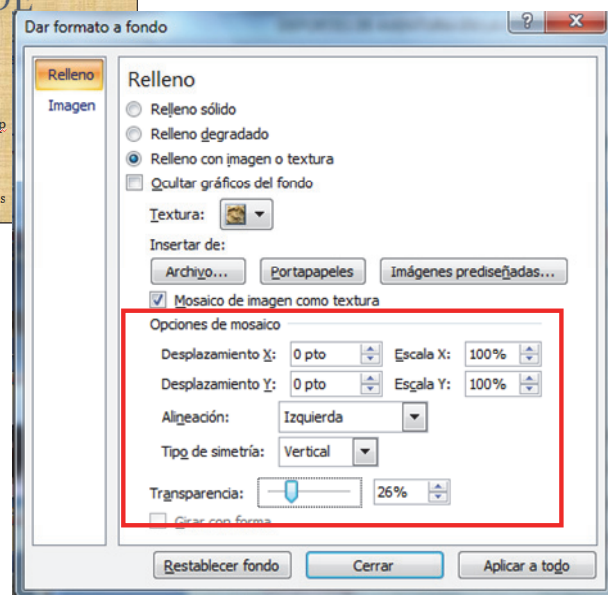 DE
Dar formato a fondo
Relleno
Imagen
Relleno
Relleno sólido
Relleno degradado
Relleno con imagen o textura
Ocultar gráficos del fondo
Textura:
Insertar de:
Archivo... Portapapeles Imágenes prediseñadas...
Mosaico de imagen como textura
Opciones de mosaico
Desplazamiento X: 0 pto Escala X: 100%
Desplazamiento Y: 0 pto Escala Y: 100%
Alineación: Izquierda
Tipo de simetría: Vertical
Transparencia: 26%
Girar con forma
Restablecer fondo Cerrar Aplicar a todo